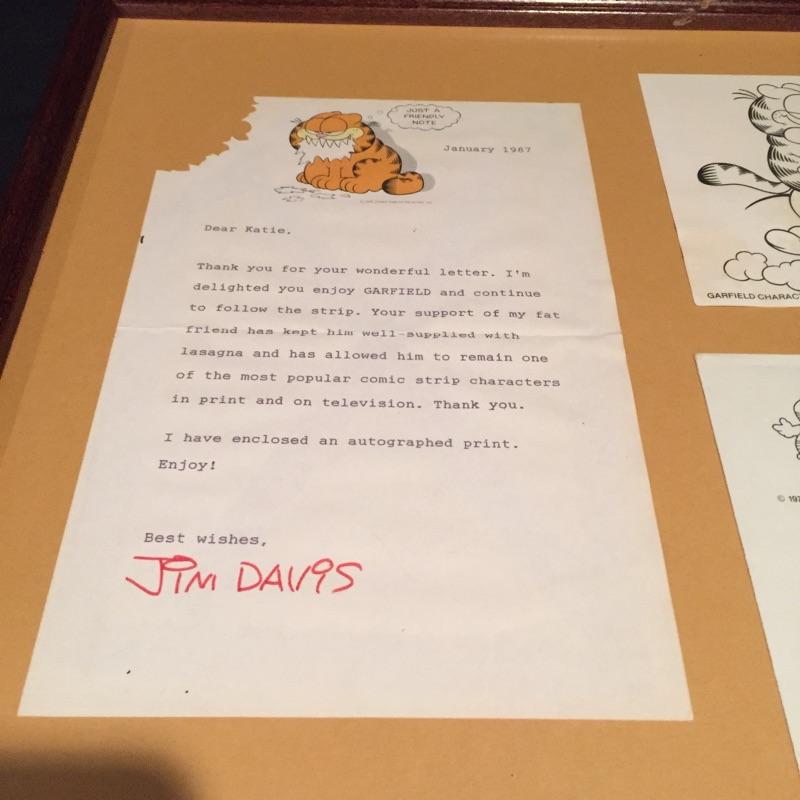 JUST A
FRIENDLY
NOTE
January 1987
Dear Katie,
Thank you for your wonderful letter. I'm
delighted you enjoy GARFIELD and continue
to follow the strip. Your support of my fat
friend has kept him well-supplied with
lasagna and has allowed him to remain one
of the most popular comic strip characters
in print and on television. Thank you.
I have enclosed an autographed print.
Enjoy!
Best wishes,
JIM DAVIS
GARFIELD CHARAC
© 197